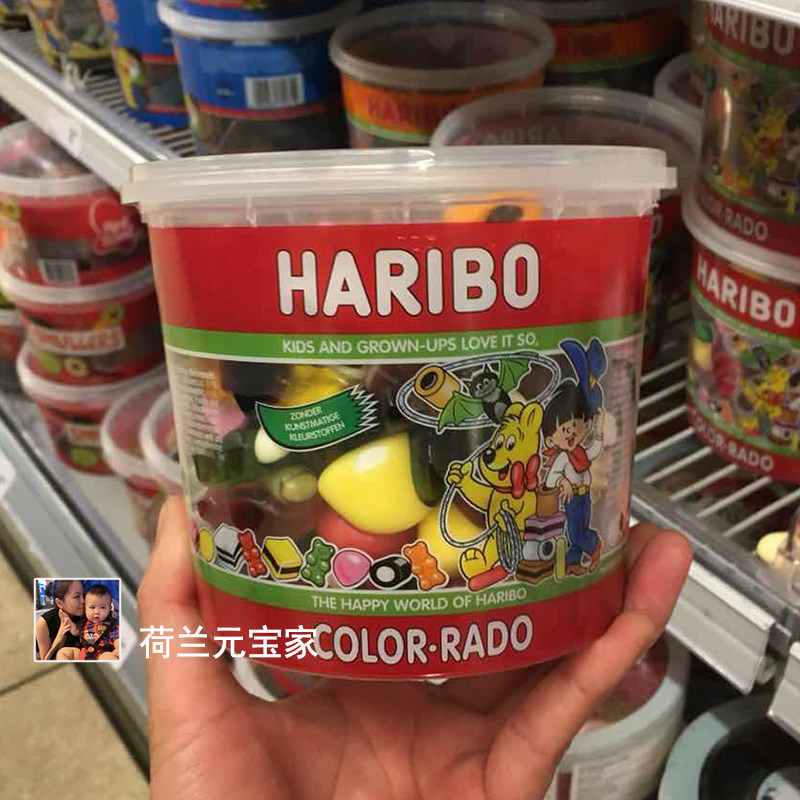 HARIBO
KIDS AND GROWN-UPS LOVE IT SO,
ZONDER
KUNSTMATIGE
KLEURSTOFFEN
THE HAPPY WORLD OF HARIBO
COLOR-RADO
荷兰元宝家
HARIBO
HARIBO
COLOR-RADO
HARIBO
COLOR-RADO